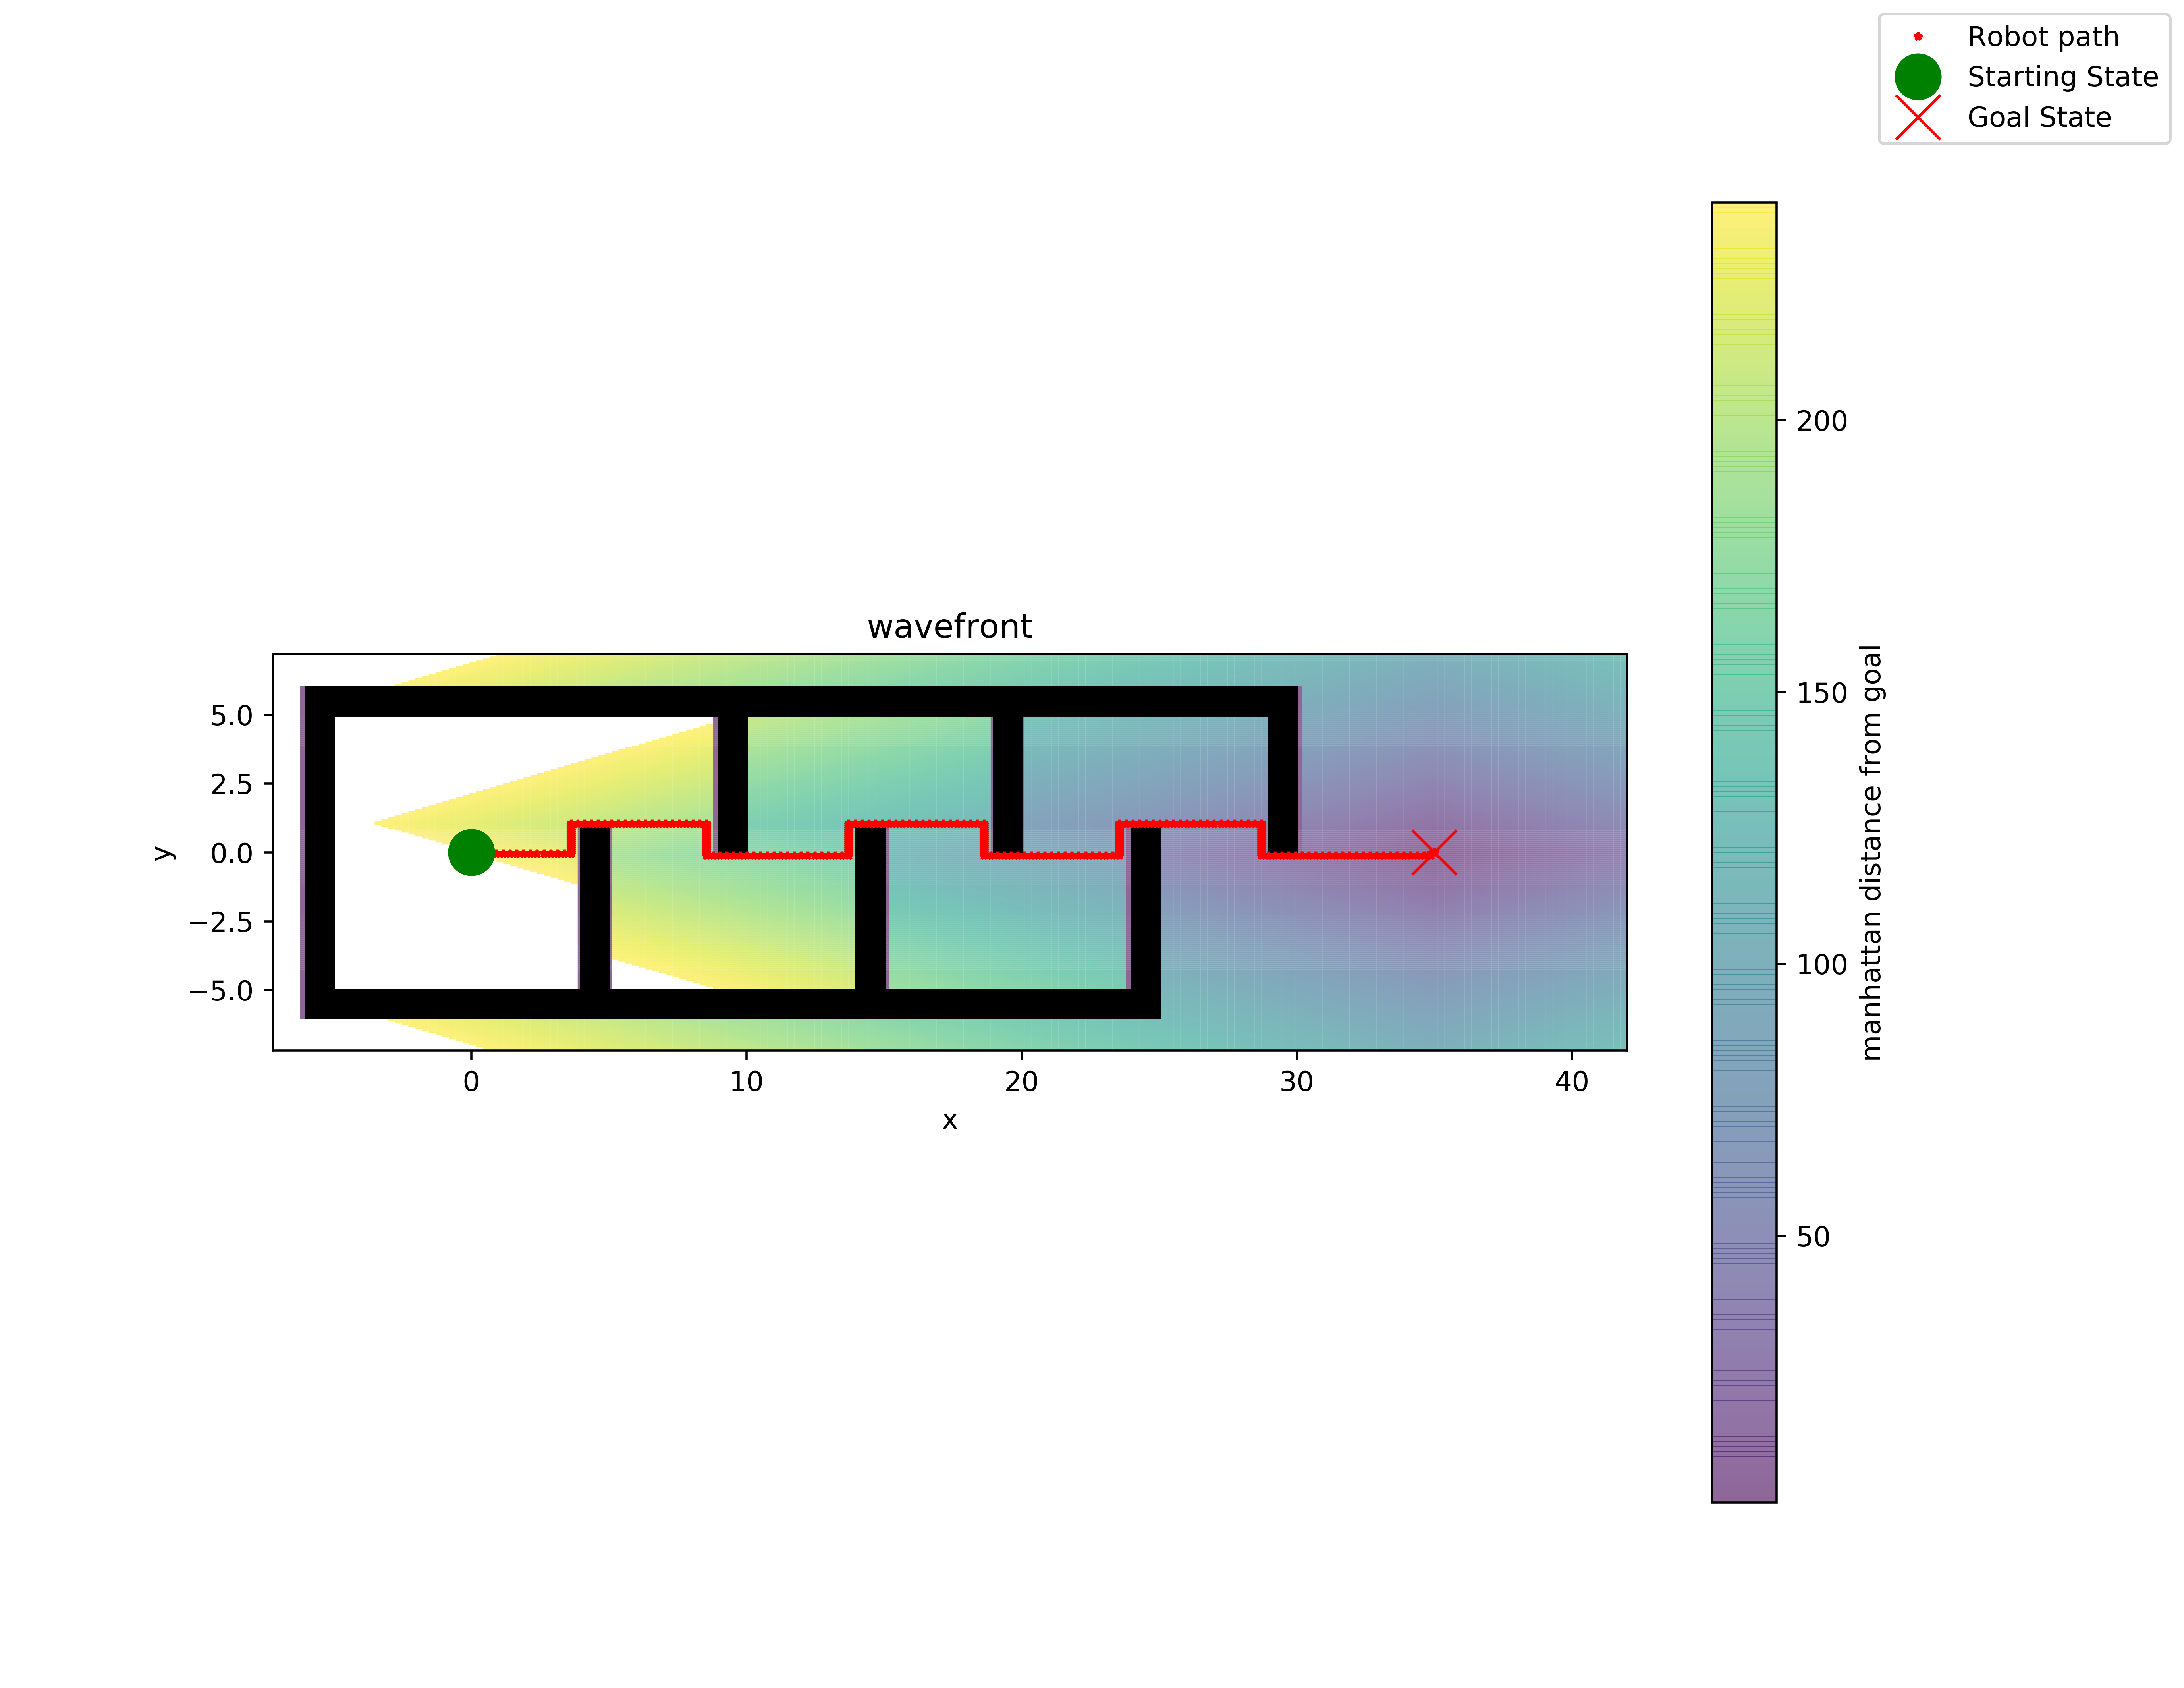 Robot path
Starting State
Goal State
wavefront
5.0
2.5
0.0
−2.5
−5.0
y
0
10
20
30
40
x
200
150
100
50
manhattan distance from goal